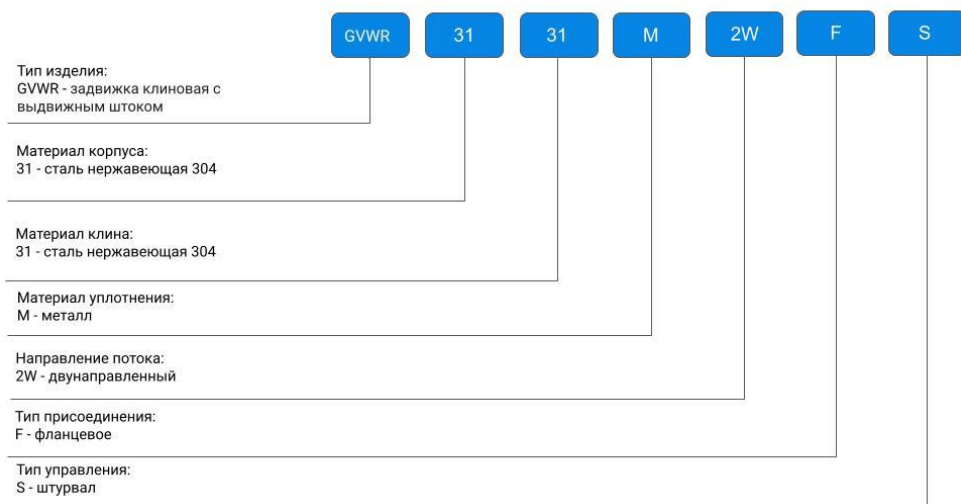 GVWR 31 31 M 2W F S
Тип изделия:
GVWR - задвижка клиновая с
выдвижным штоком
Материал корпуса:
31 - сталь нержавеющая 304
Материал клина:
31 - сталь нержавеющая 304
Материал уплотнения:
M - металл
Направление потока:
2W - двунаправленный
Тип присоединения:
F - фланцевое
Тип управления:
S - штурвал